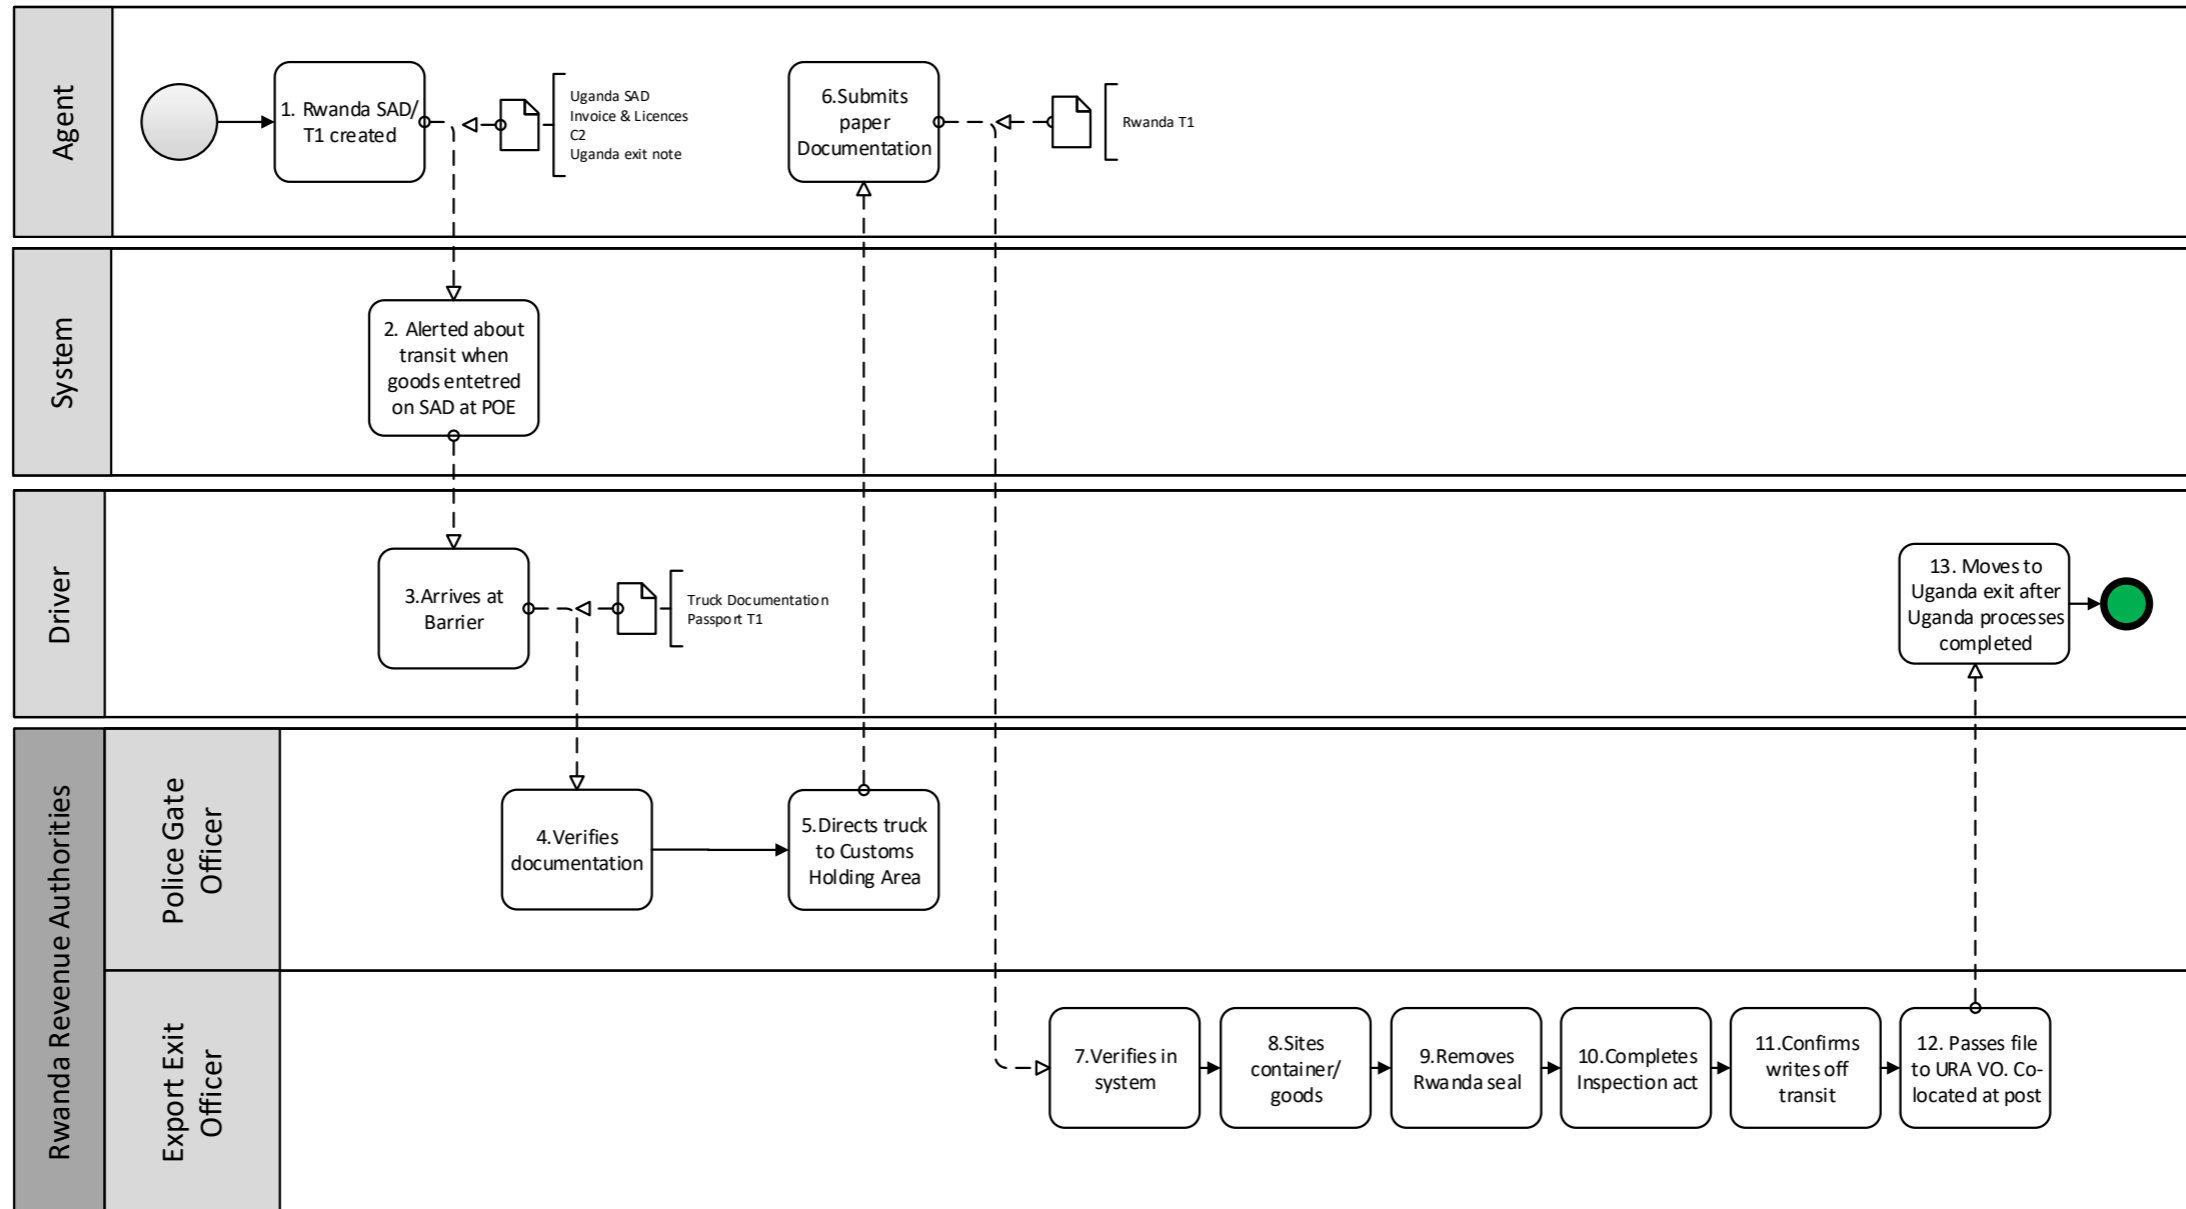 Agent
1. Rwanda SAD/
T1 created
Uganda SAD
Invoice & Licences
C2
Uganda exit note
6.Submits
paper
Documentation
Rwanda T1
System
2. Alerted about
transit when
goods entetred
on SAD at POE
Driver
3.Arrives at
Barrier
Truck Documentation
Passport T1
13. Moves to
Uganda exit after
Uganda processes
completed
Rwanda Revenue Authorities
Police Gate
Officer
4.Verifies
documentation
5.Directs truck
to Customs
Holding Area
Export Exit
Officer
7.Verifies in
system
8.Sites
container/
goods
9.Removes
Rwanda seal
10.Completes
Inspection act
11.Confirms
writes off
transit
12. Passes file
to URA VO. Co-
located at post